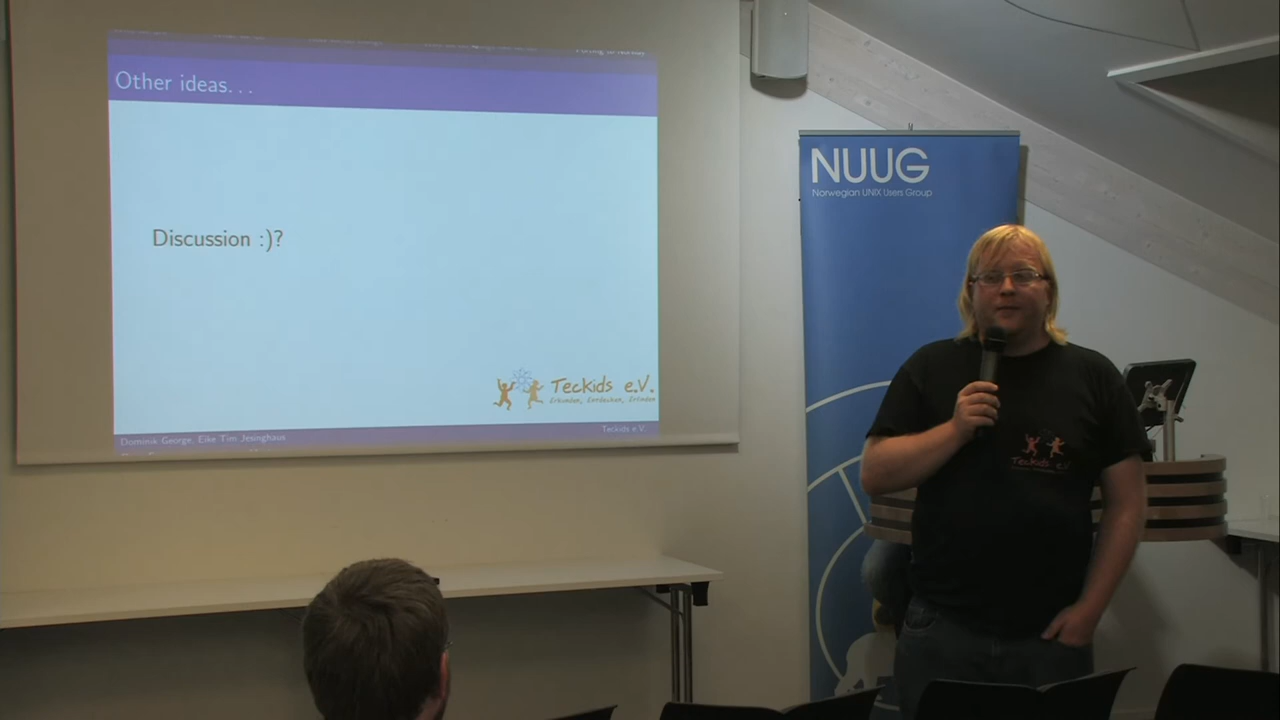 Other ideas...
Discussion :)?
Teckids e.V.
Erkunden, Entdecken, Erfinden
Dominik George, Eike Tim Jesinghaus
Teckids e.V.
NUUG
Norwegian UNIX Users Group
Teckids e.V.